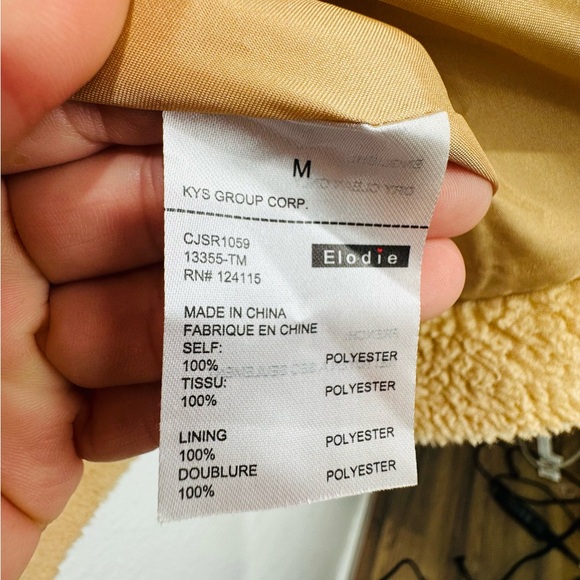 M
KYS GROUP CORP.
CJSR1059
13355-TM
RN# 124115
Elodie
MADE IN CHINA
FABRIQUE EN CHINE
SELF:
100% POLYESTER
TISSU:
100% POLYESTER
LINING
100% POLYESTER
DOUBLURE
100% POLYESTER